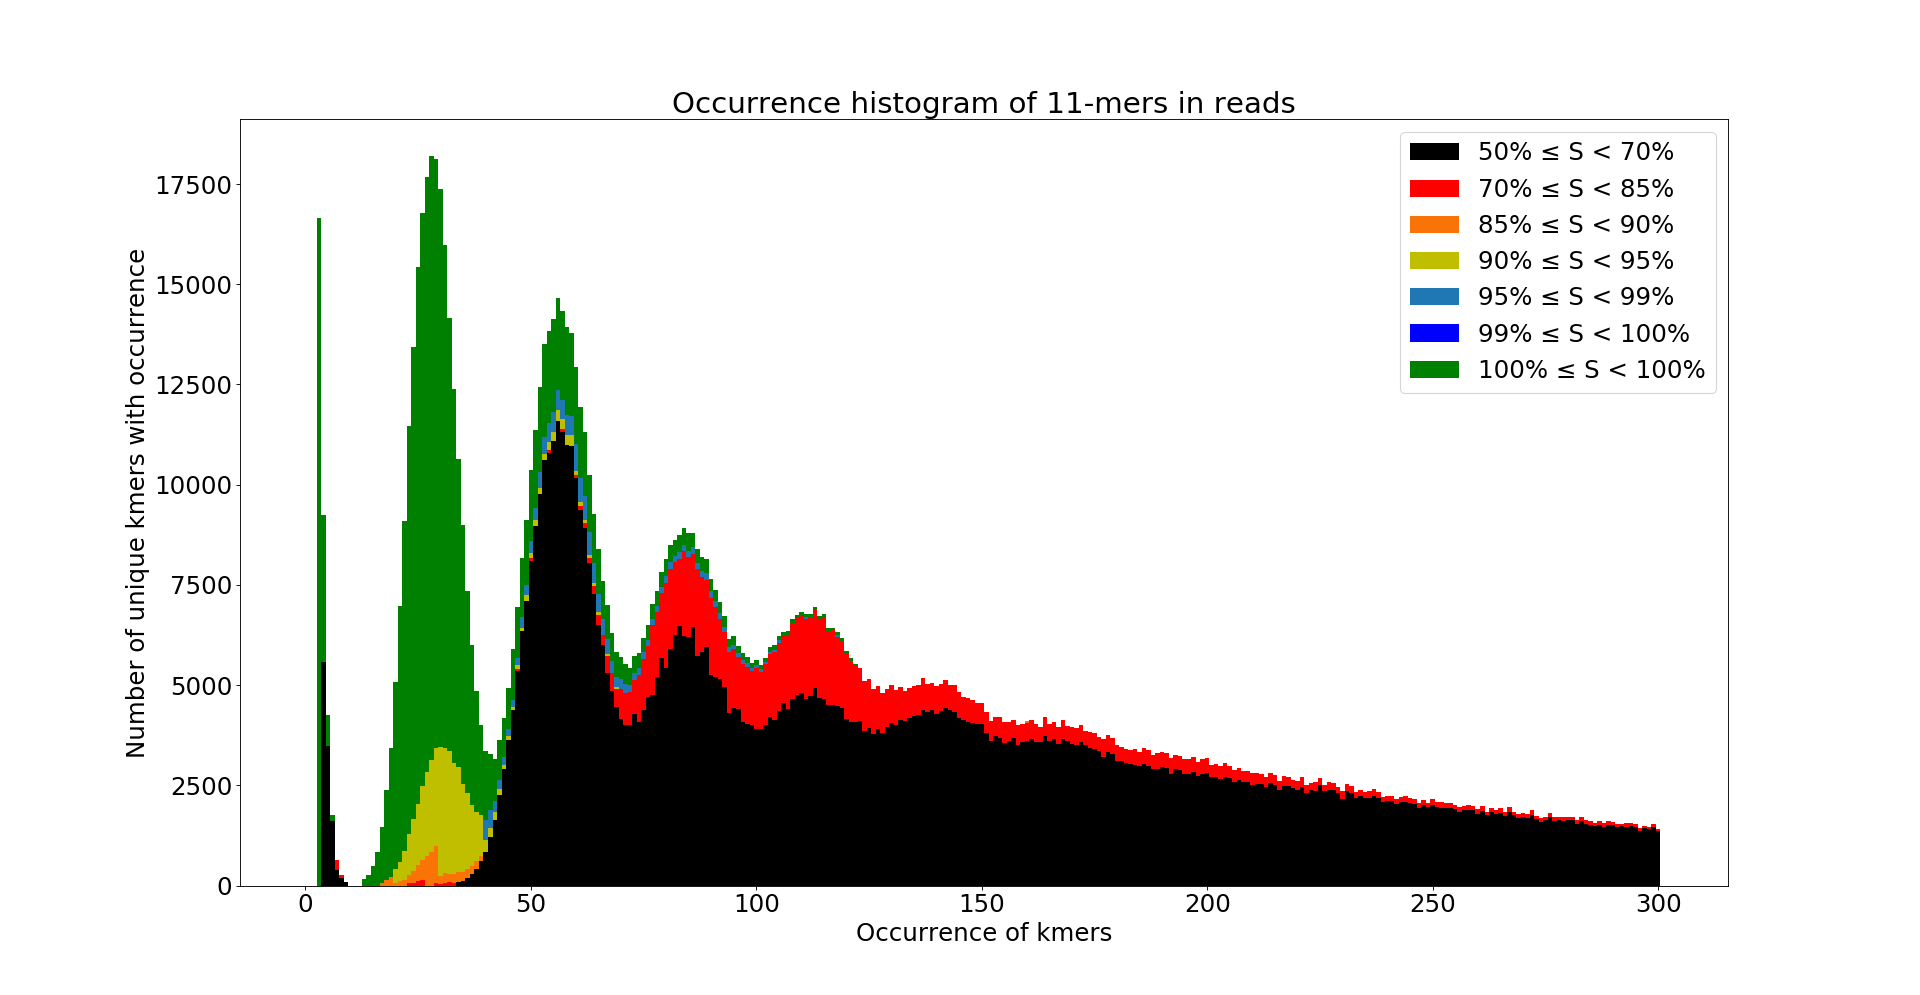 Occurrence histogram of 11-mers in reads
Number of unique kmers with occurrence
17500
15000
12500
10000
7500
5000
2500
0
50% ≤ S < 70%
70% ≤ S < 85%
85% ≤ S < 90%
90% ≤ S < 95%
95% ≤ S < 99%
99% ≤ S < 100%
100% ≤ S < 100%
0 50 100 150 200 250 300
Occurrence of kmers